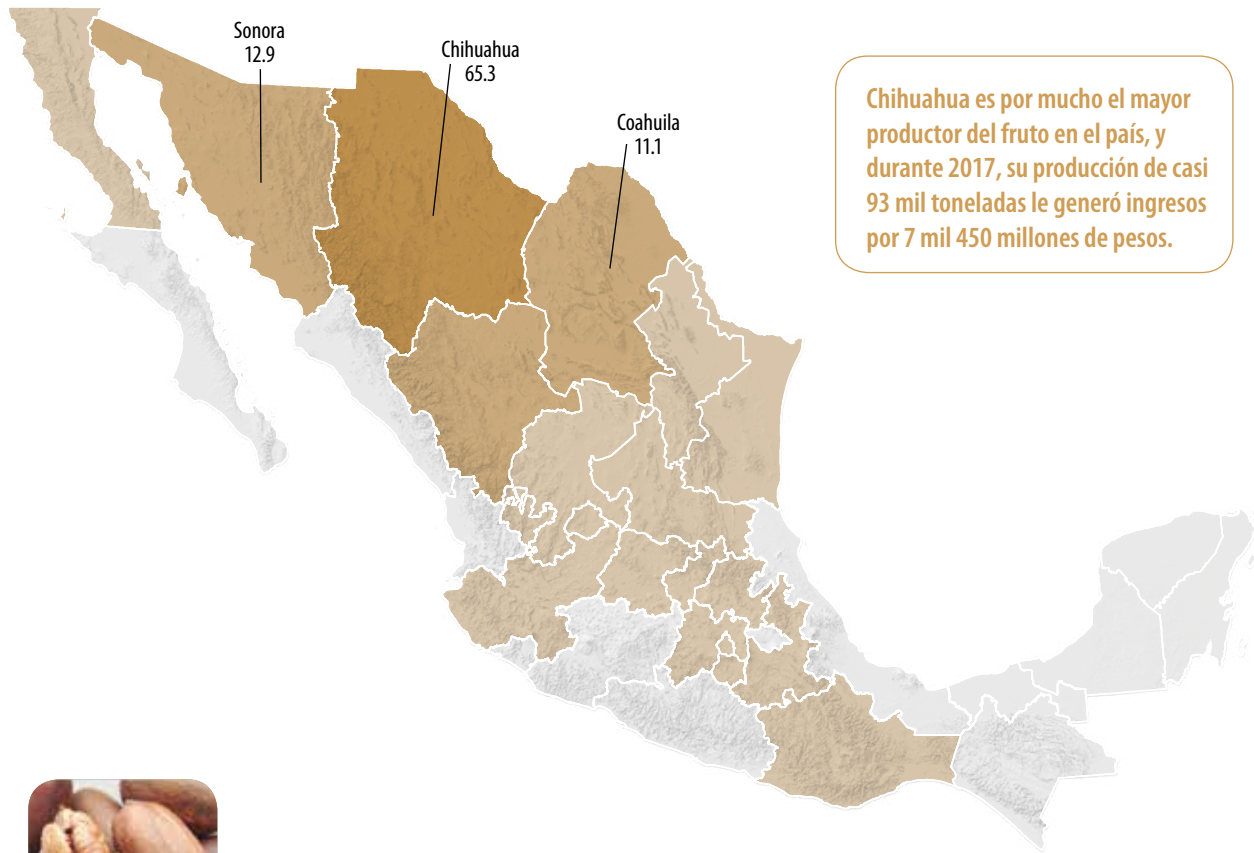 Sonora
12.9
Chihuahua
65.3
Coahuila
11.1
Chihuahua es por mucho el mayor
productor del fruto en el país, y
durante 2017, su producción de casi
93 mil toneladas le generó ingresos
por 7 mil 450 millones de pesos.